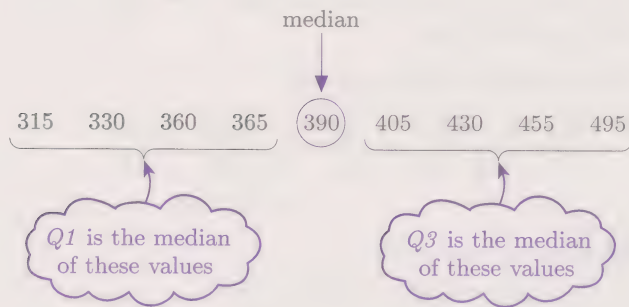 median
315 330 360 365 390 405 430 455 495
Q1 is the median
of these values
Q3 is the median
of these values